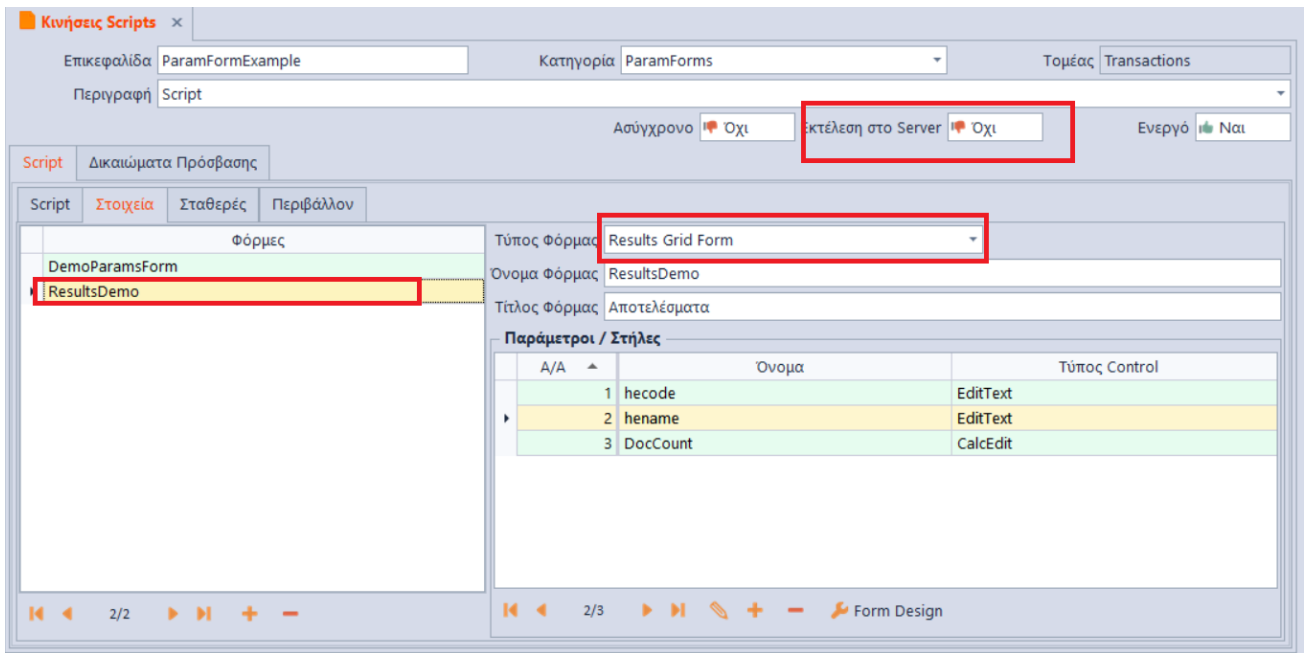 Κινήσεις Scripts ×
Επικεφαλίδα ParamFormExample Κατηγορία ParamForms Τομέας Transactions
Περιγραφή Script
Ασύγχρονο Όχι Εκτέλεση στο Server Όχι Ενεργό Ναι
Script Δικαιώματα Πρόσβασης
Script Στοιχεία Σταθερές Περιβάλλον
Φόρμες
DemoParamsForm
ResultsDemo
2/2
Τύπος Φόρμας Results Grid Form
Όνομα Φόρμας ResultsDemo
Τίτλος Φόρμας Αποτελέσματα
Παράμετροι / Στήλες
Α/Α Όνομα Τύπος Control
1 hecode EditText
2 hename EditText
3 DocCount CalcEdit
2/3 Form Design